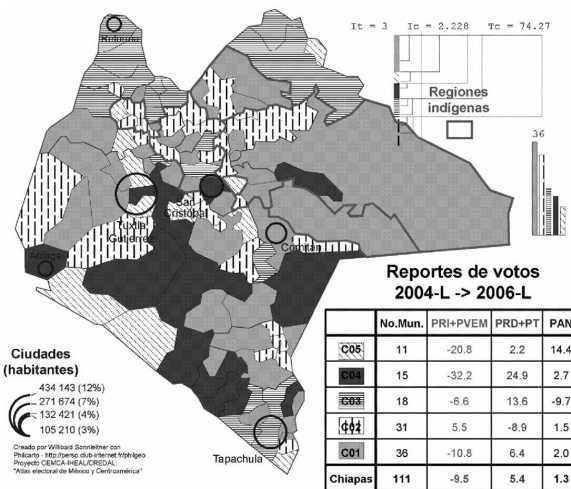 It = 3 Ic = 2.228 Tc = 74.27
Reforma
Regiones
indígenas
36
San
Cristóbal
Tuxtla
Gutiérrez
Comitán
Arriaga
Tapachula
Reportes de votos
2004-L -> 2006-L
No.Mun. PRI+PVEM PRD+PT PAN
C05 11 -20.8 2.2 14.4
C04 15 -32.2 24.9 2.7
C03 18 -6.6 13.6 -9.7
C02 31 5.5 -8.9 1.5
C01 36 -10.8 6.4 2.0
Chiapas 111 -9.5 5.4 1.3
Ciudades
(habitantes)
434 143 (12%)
271 674 (7%)
132 421 (4%)
105 210 (3%)
Creado por Willibald Sonnleitner con
Philcarto - http://perso.club-internet.fr/philgeo
Proyecto CEMCA-IHEAL/CREDAL:
"Atlas electoral de México y Centroamérica"